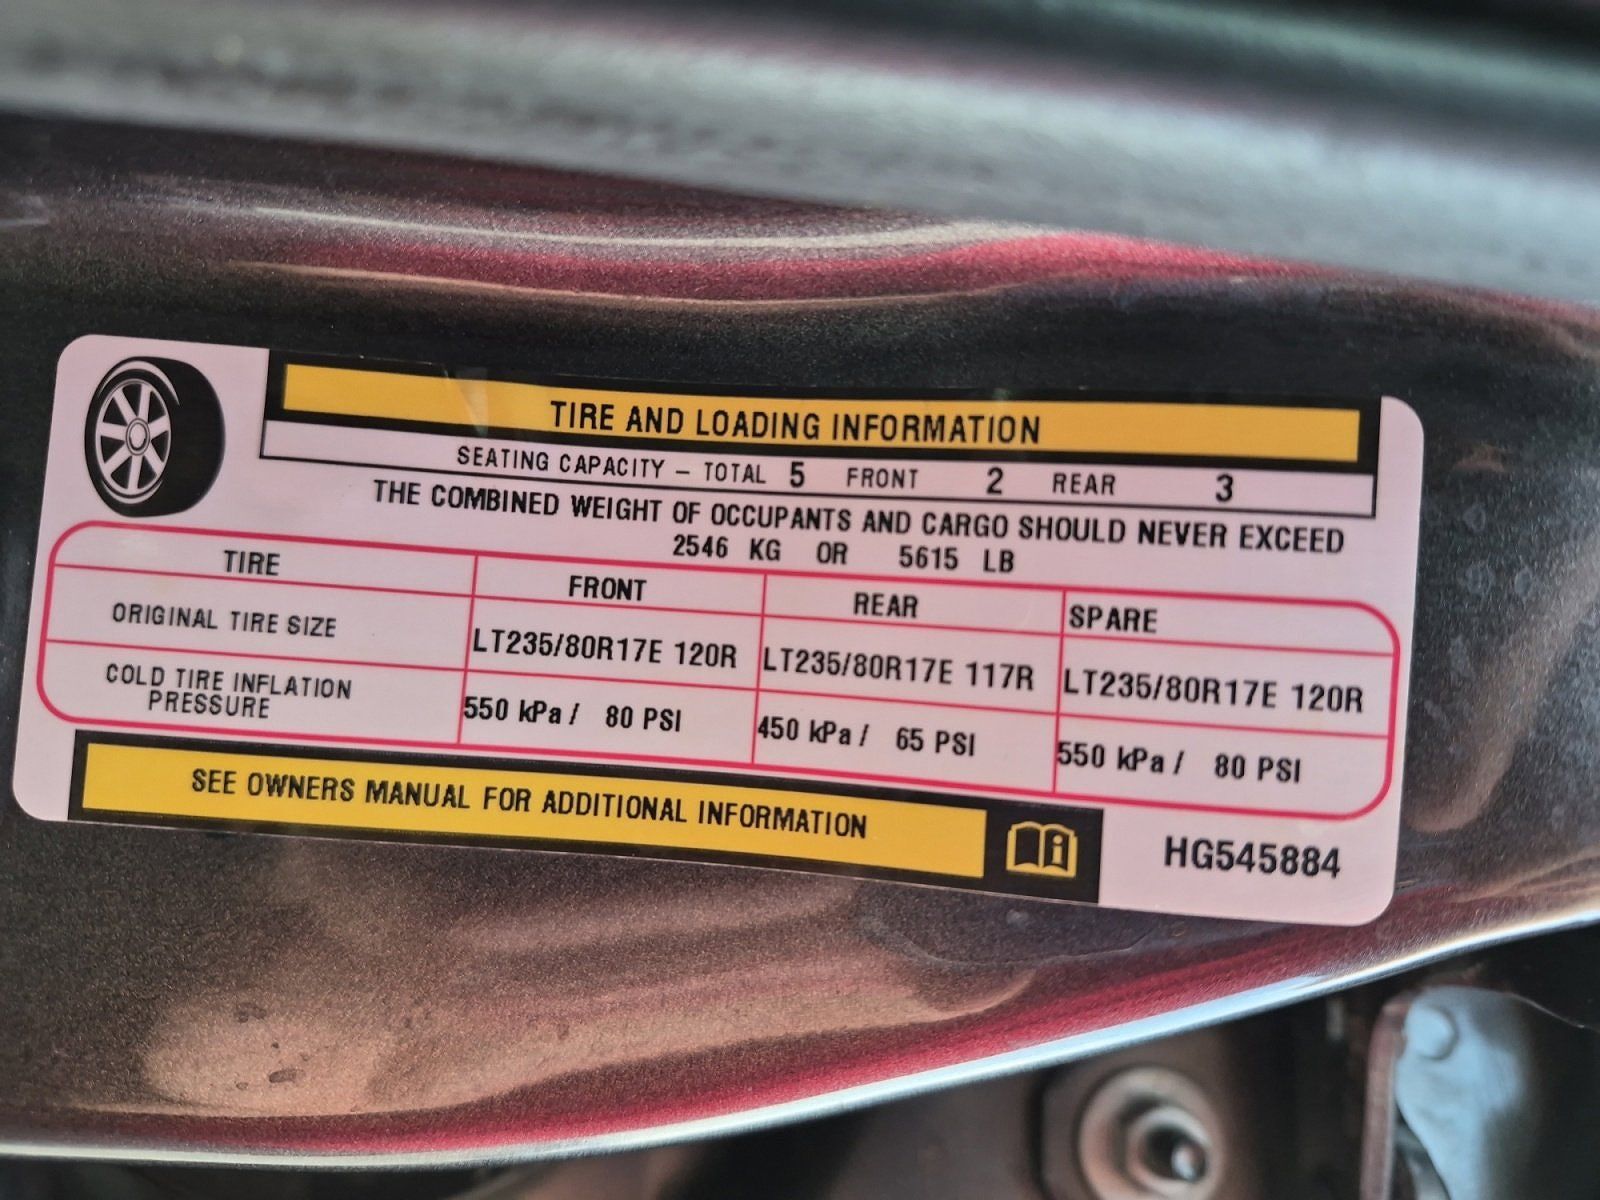 TIRE AND LOADING INFORMATION
SEATING CAPACITY – TOTAL 5 FRONT 2 REAR 3
THE COMBINED WEIGHT OF OCCUPANTS AND CARGO SHOULD NEVER EXCEED
2546 KG OR 5615 LB
TIRE FRONT REAR SPARE
ORIGINAL TIRE SIZE LT235/80R17E 120R LT235/80R17E 117R LT235/80R17E 120R
COLD TIRE INFLATION
PRESSURE 550 kPa / 80 PSI 450 kPa / 65 PSI 550 kPa / 80 PSI
SEE OWNERS MANUAL FOR ADDITIONAL INFORMATION
HG545884